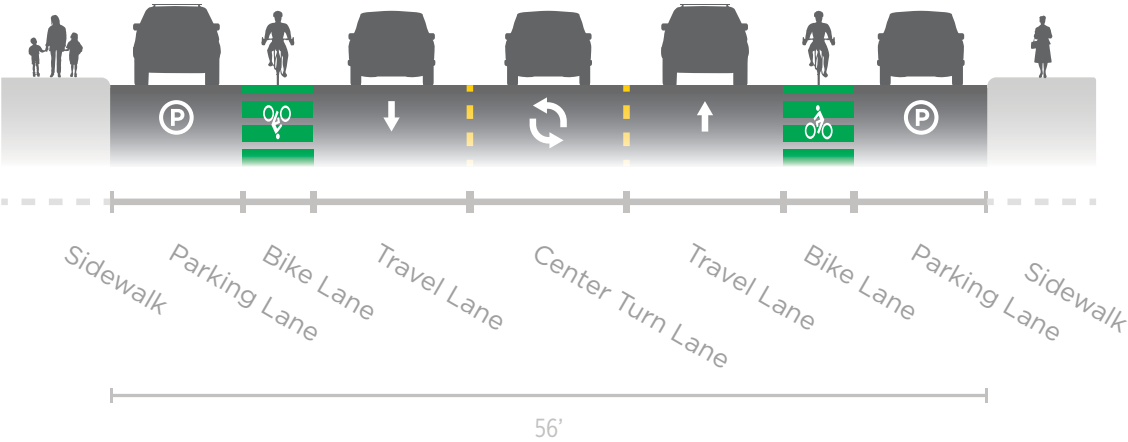 P
P
Sidewalk
Parking Lane
Bike Lane
Travel Lane
Center Turn Lane
Travel Lane
Bike Lane
Parking Lane
Sidewalk
56’